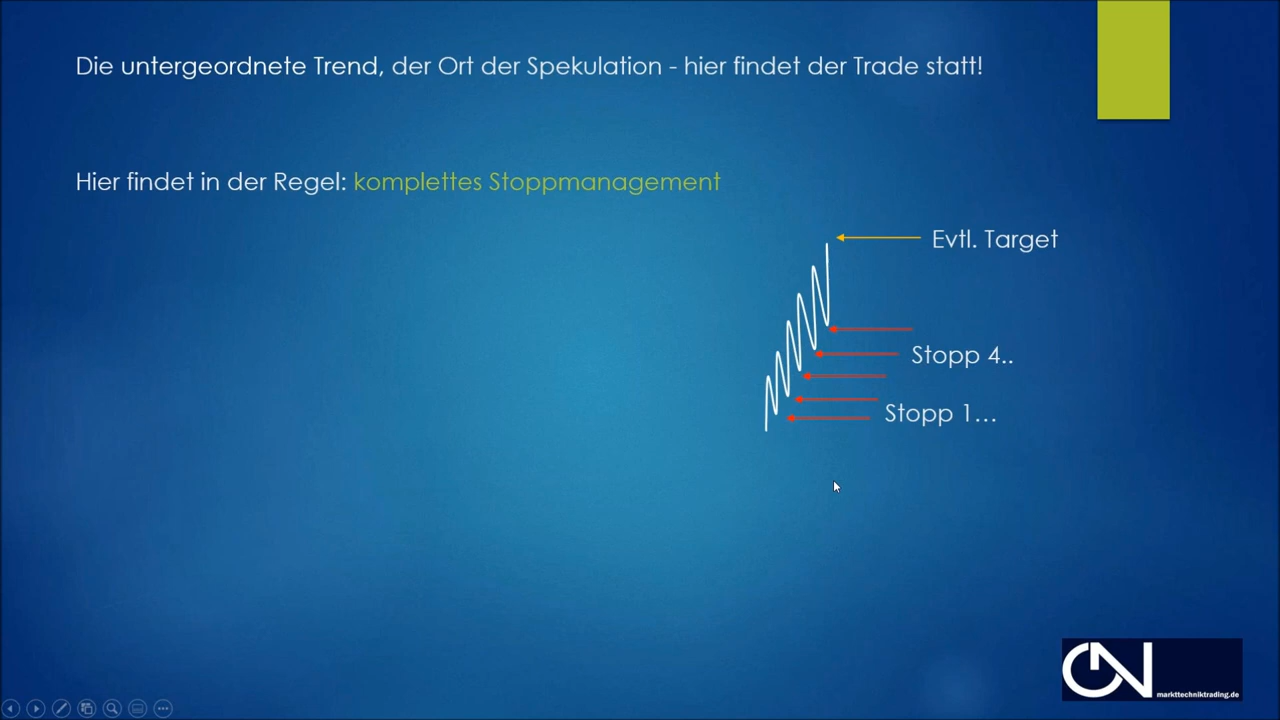 Die untergeordnete Trend, der Ort der Spekulation - hier findet der Trade statt!
Hier findet in der Regel: komplettes Stoppmanagement
Evtl. Target
Stopp 4..
Stopp 1...
ON
markttechniktrading.de